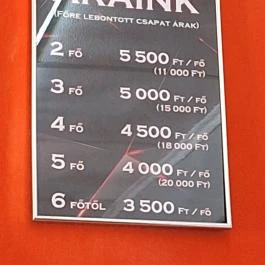 ÁRAINK
(FŐRE LEBONTOTT CSAPAT ÁRAK)
2 FŐ 5 500 FT / FŐ
(11 000 FT)
3 FŐ 5 000 FT / FŐ
(15 000 FT)
4 FŐ 4 500 FT / FŐ
(18 000 FT)
5 FŐ 4 000 FT / FŐ
(20 000 FT)
6 FŐTŐL 3 500 FT / FŐ